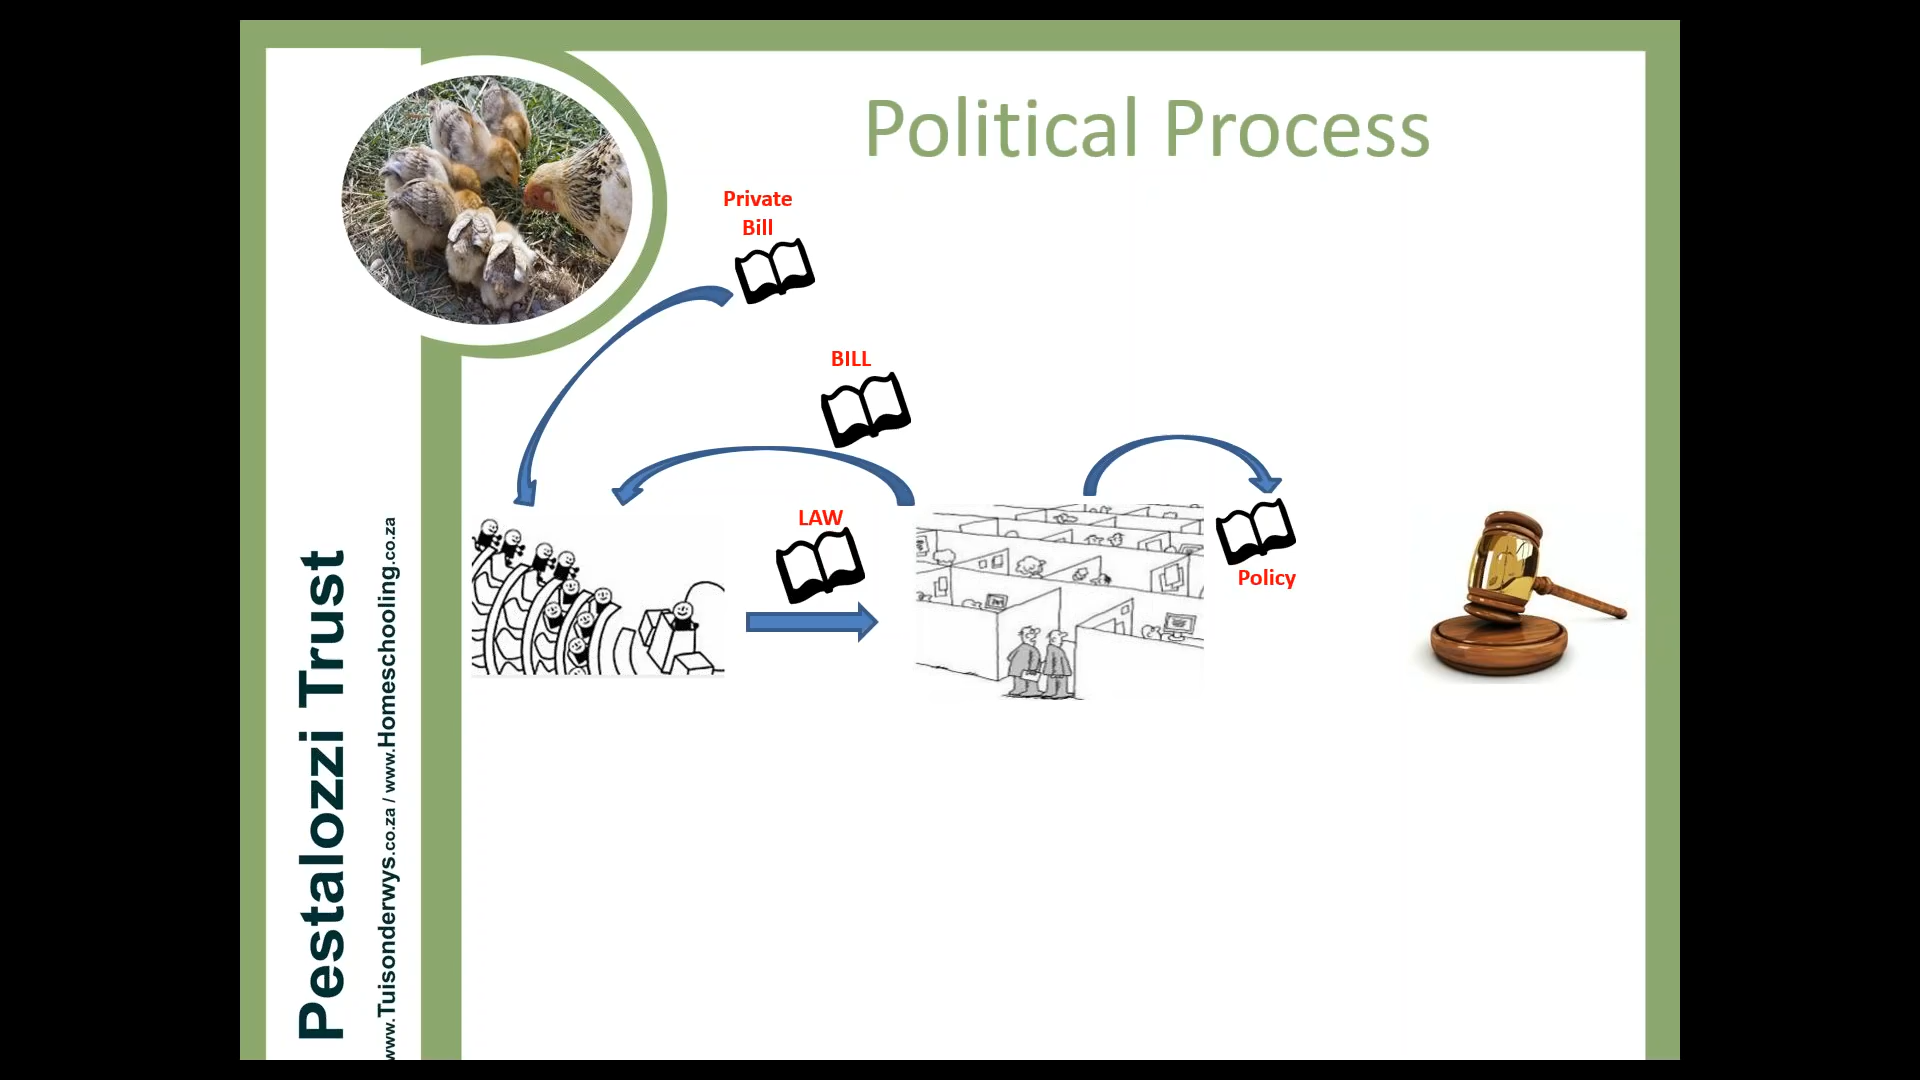 Political Process
Private
Bill
BILL
LAW
Policy
Pestalozzi Trust
www.Tuisonderwys.co.za / www.Homeschooling.co.za